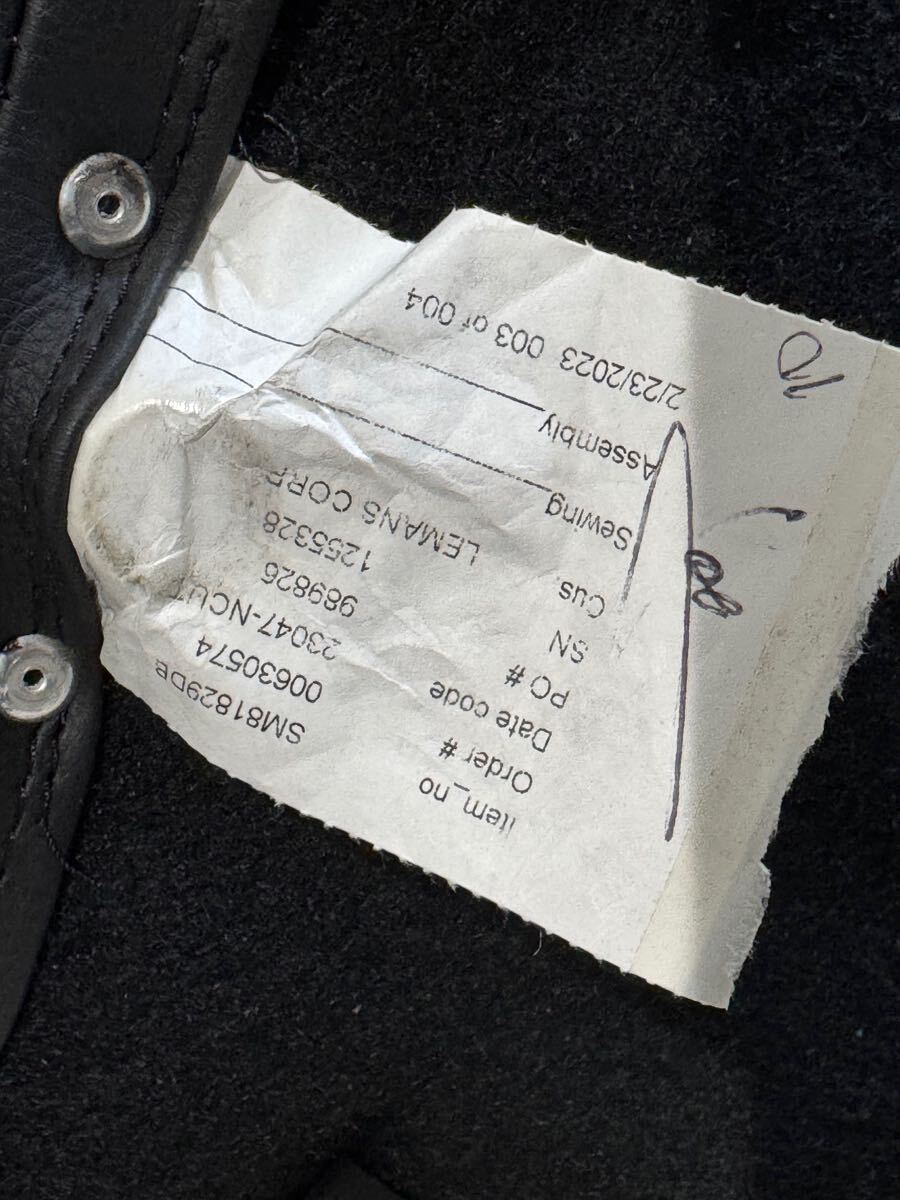 item_no SM81829DB
Order # 00630574
Date code 23047-NCUT
PO # 989826
SN 1255328
Cus. LEMANS CORP
Sewing
Assembly
2/23/2023 003 of 004